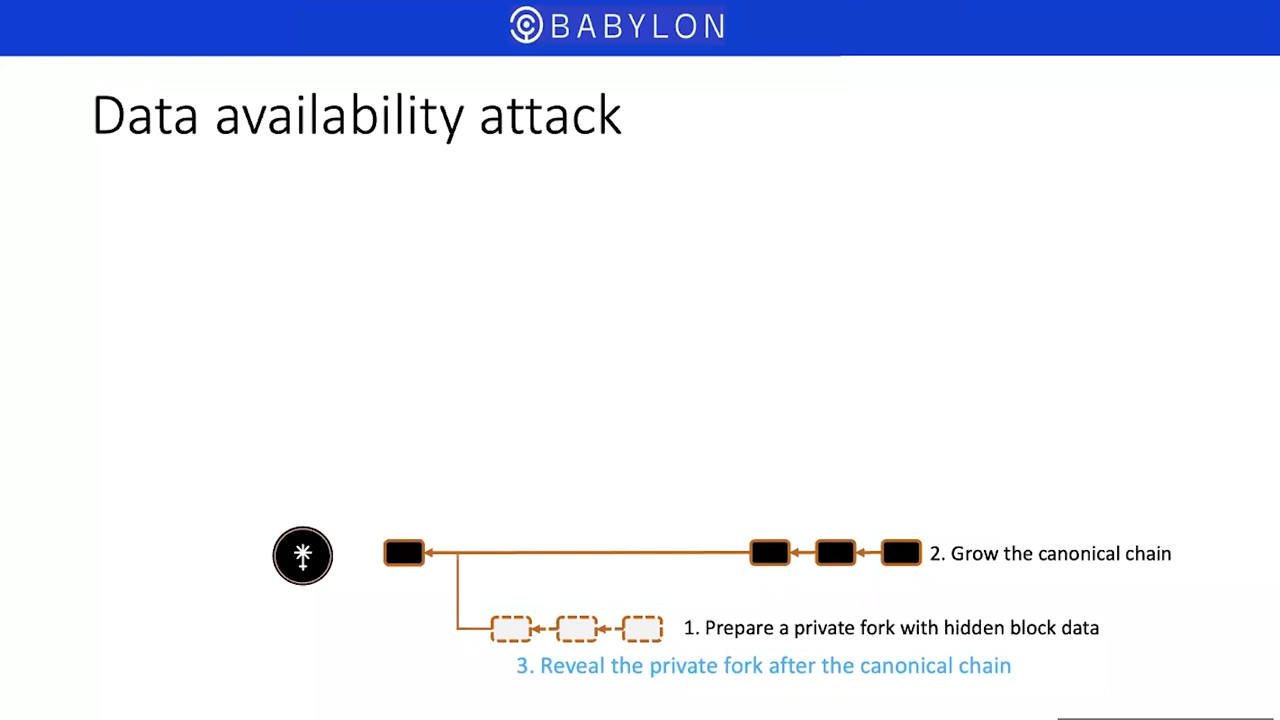 BABYLON
Data availability attack
2. Grow the canonical chain
1. Prepare a private fork with hidden block data
3. Reveal the private fork after the canonical chain